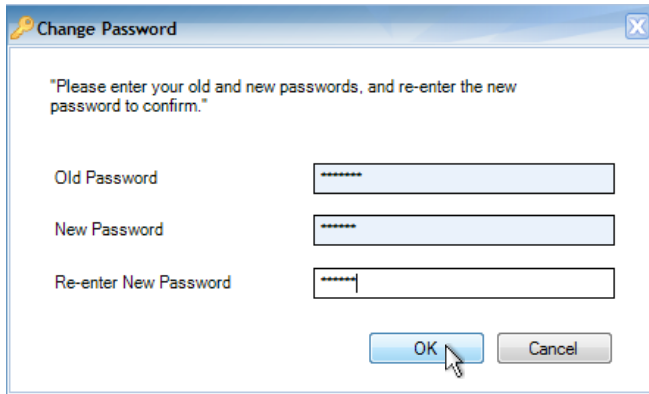 Change Password
"Please enter your old and new passwords, and re-enter the new
password to confirm."
Old Password *******
New Password ******
Re-enter New Password ******
OK Cancel